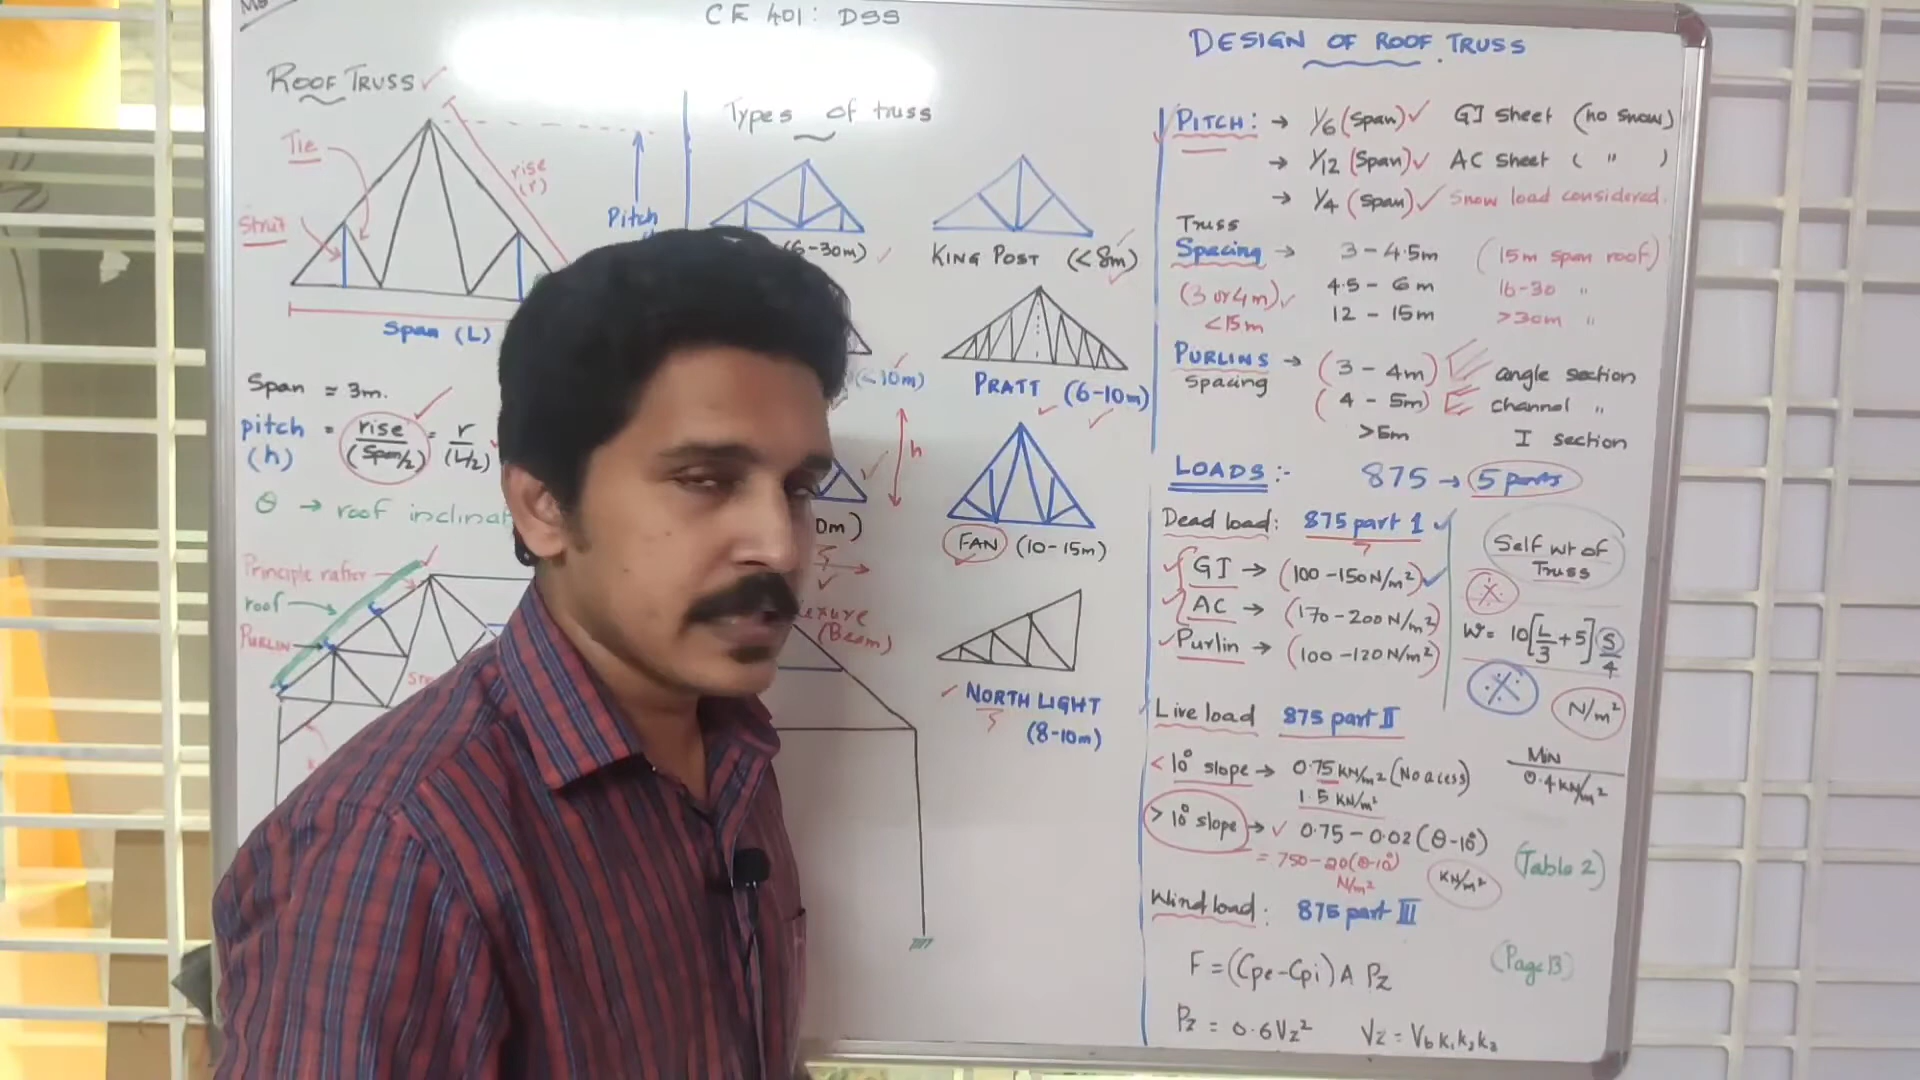 CE 401: DSS
ROOF TRUSS
Tie
Strut
rise
(r)
Pitch
Span (L)
Span = 3m.
pitch = rise = r
(h) (Span/2) (L/2)
θ → roof inclinat
Principle rafter
roof
PURLIN
Types of truss
(6-30m)
KING POST (<8m)
(<10m)
PRATT (6-10m)
h
0m)
FAN (10-15m)
(Beam)
NORTH LIGHT
(8-10m)
DESIGN OF ROOF TRUSS
PITCH: → 1/6 (Span) GI Sheet (no snow)
→ 1/12 (Span) AC Sheet ( " )
→ 1/4 (Span) Snow load considered.
Truss
Spacing → 3 - 4.5m (15m span roof)
(3 or 4m) 4.5 - 6m 16-30 "
<15m 12 - 15m >30m "
PURLINS → (3 - 4m) angle section
Spacing (4 - 5m) channel "
>5m I section
LOADS :- 875 → 5 parts
Dead load: 875 part 1
GI → (100-150N/m²)
AC → (170-200N/m²)
Purlin → (100-120N/m²)
Self wt of
Truss
W = 10[L/3 + 5] S/4
N/m²
Live load 875 part II
<10° slope → 0.75 KN/m² (No acess)
1.5 KN/m²
Min
0.4 KN/m²
>10° slope → 0.75 - 0.02 (θ-10°)
= 750-20(θ-10°)
N/m²
KN/m²
(Table 2)
Wind load: 875 part III
F = (Cpe - Cpi) A Pz
(Page 13)
Pz = 0.6Vz² Vz = Vb k₁k₂k₃